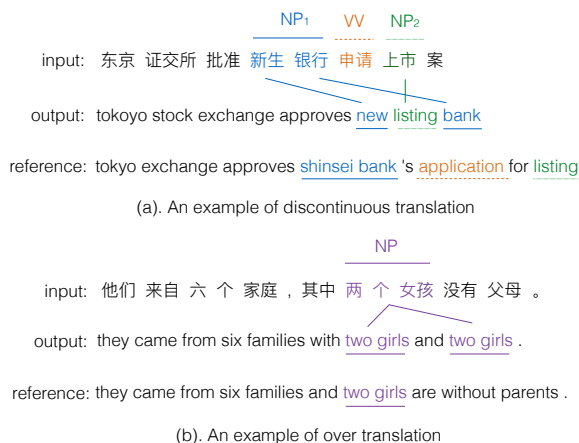 NP1 VV NP2
input: 东京 证交所 批准 新生 银行 申请 上市 案
output: tokoyo stock exchange approves new listing bank
reference: tokyo exchange approves shinsei bank 's application for listing
(a). An example of discontinuous translation
NP
input: 他们 来自 六 个 家庭 , 其中 两 个 女孩 没有 父母 。
output: they came from six families with two girls and two girls .
reference: they came from six families and two girls are without parents .
(b). An example of over translation